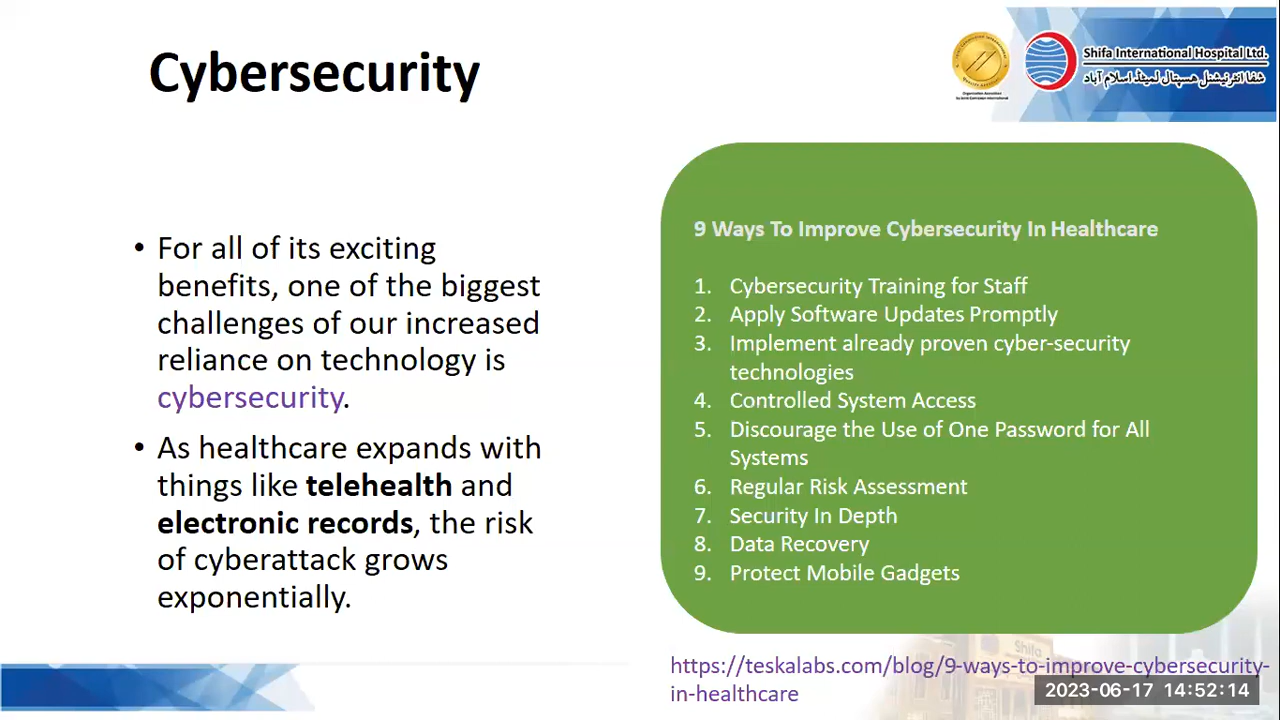 Cybersecurity
Shifa International Hospital Ltd.
شفا انٹرنیشنل ہسپتال لمیٹڈ اسلام آباد
• For all of its exciting
benefits, one of the biggest
challenges of our increased
reliance on technology is
cybersecurity.
• As healthcare expands with
things like telehealth and
electronic records, the risk
of cyberattack grows
exponentially.
9 Ways To Improve Cybersecurity In Healthcare
1. Cybersecurity Training for Staff
2. Apply Software Updates Promptly
3. Implement already proven cyber-security
technologies
4. Controlled System Access
5. Discourage the Use of One Password for All
Systems
6. Regular Risk Assessment
7. Security In Depth
8. Data Recovery
9. Protect Mobile Gadgets
Shifa
https://teskalabs.com/blog/9-ways-to-improve-cybersecurity-
in-healthcare
2023-06-17 14:52:14